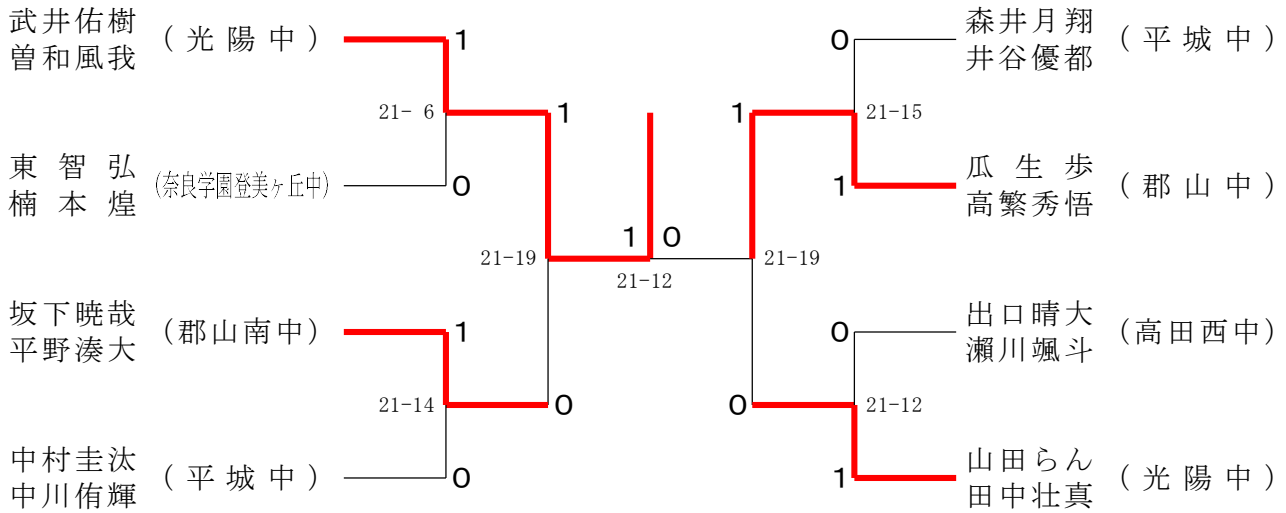 武井佑樹
曽和風我
(光陽中)
1
21- 6
東智弘
楠本煌
(奈良学園登美ヶ丘中)
0
1
21-19
坂下暁哉
平野湊大
(郡山南中)
1
21-14
中村圭汰
中川侑輝
(平城中)
0
0
1 0
21-12
森井月翔
井谷優都
(平城中)
0
21-15
瓜生歩
高繁秀悟
(郡山中)
1
1
21-19
出口晴大
瀬川颯斗
(高田西中)
0
21-12
山田らん
田中壮真
(光陽中)
1
0